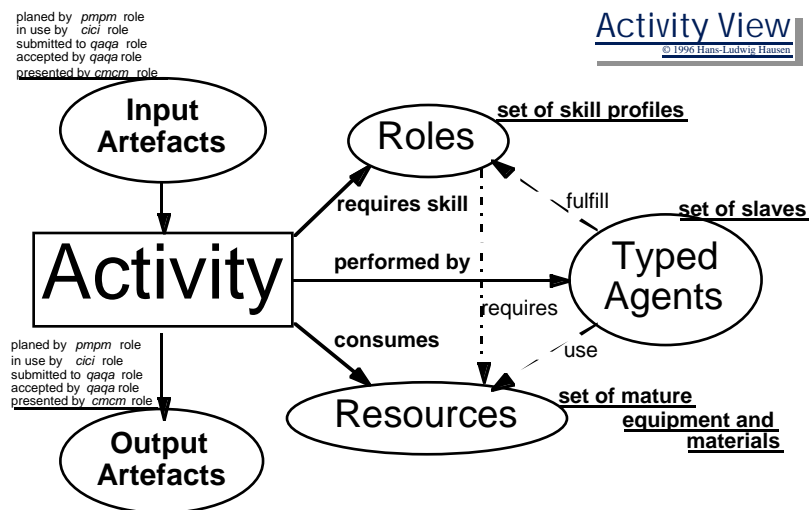 planed by pmpm role
in use by cici role
submitted to qaqa role
accepted by qaqa role
presented by cmcm role
Activity View
© 1996 Hans-Ludwig Hausen
Input
Artefacts
Roles
set of skill profiles
requires skill
fulfill
set of slaves
Activity
performed by
Typed
Agents
requires
consumes
use
planed by pmpm role
in use by cici role
submitted to qaqa role
accepted by qaqa role
presented by cmcm role
Resources
set of mature
equipment and
materials
Output
Artefacts